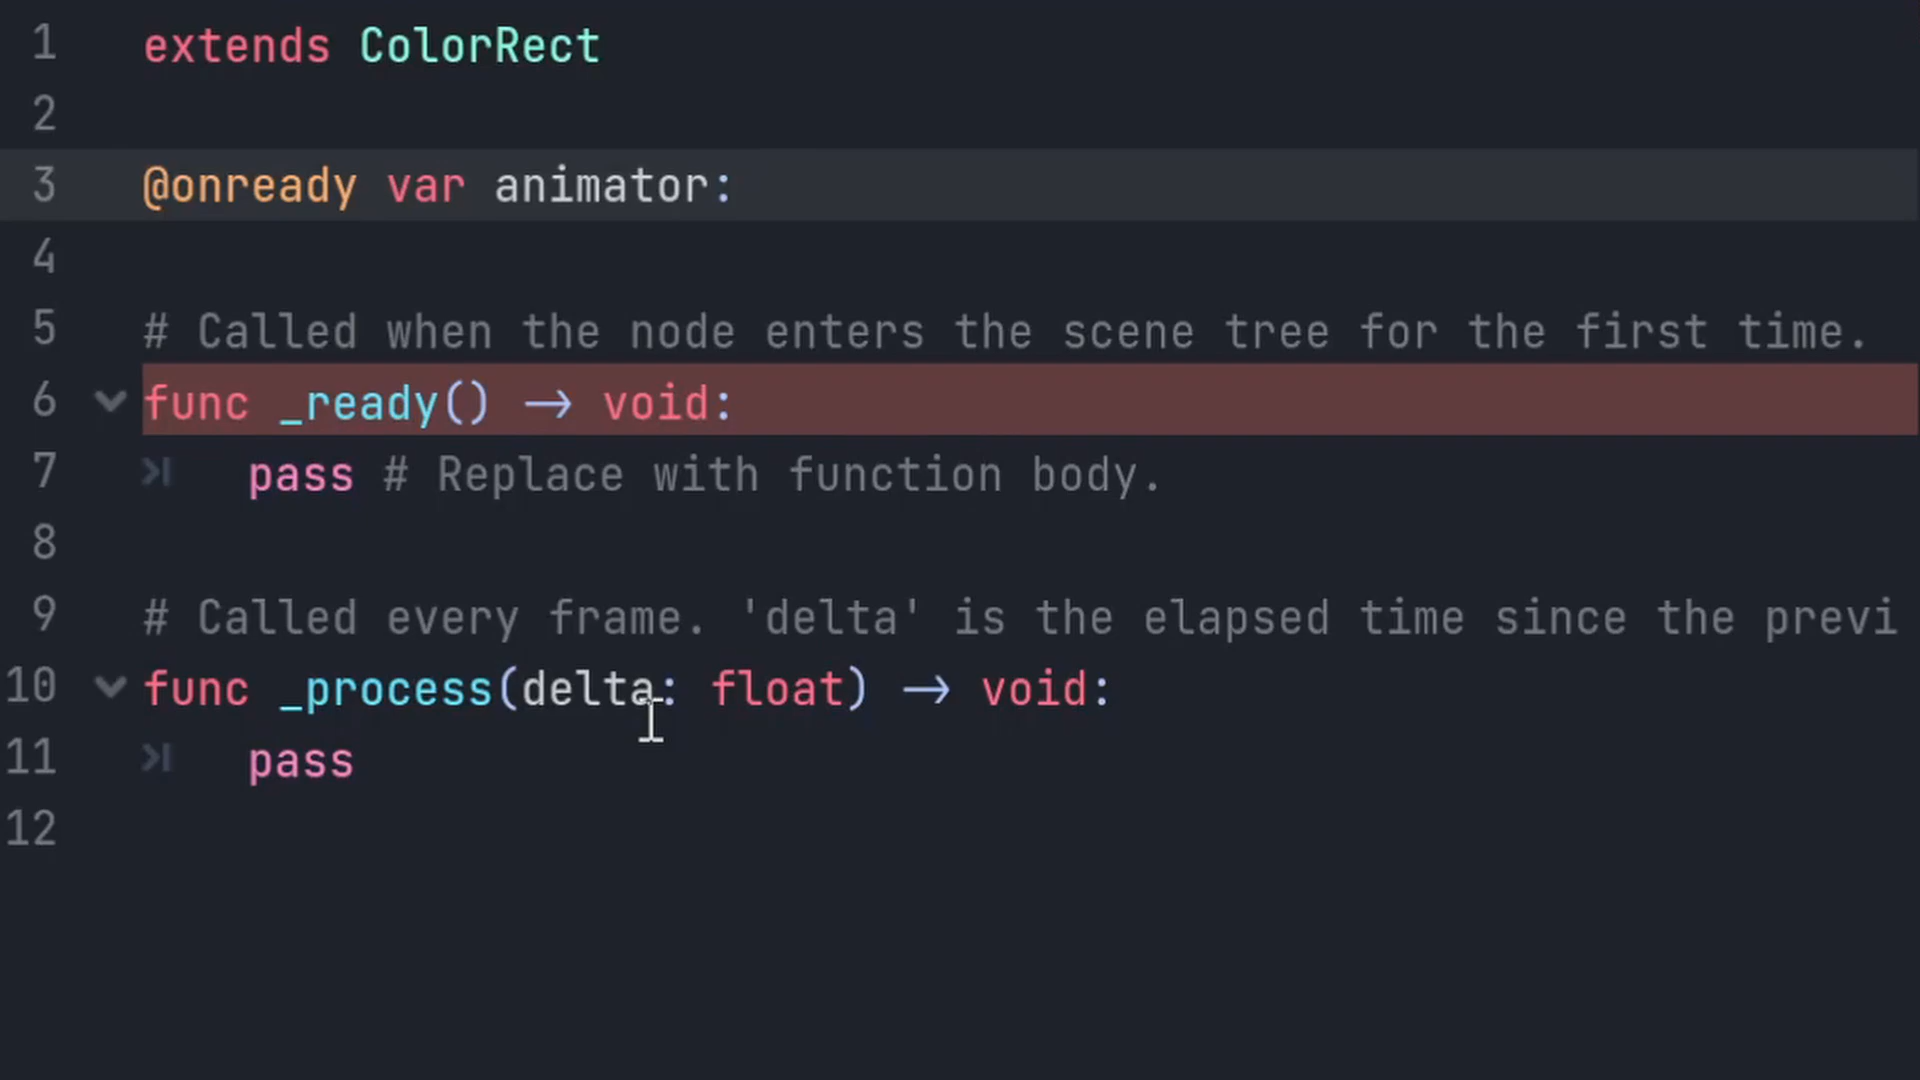 1 extends ColorRect
2
3 @onready var animator:
4
5 # Called when the node enters the scene tree for the first time.
6 func _ready() -> void:
7 pass # Replace with function body.
8
9 # Called every frame. 'delta' is the elapsed time since the previ
10 func _process(delta: float) -> void:
11 pass
12